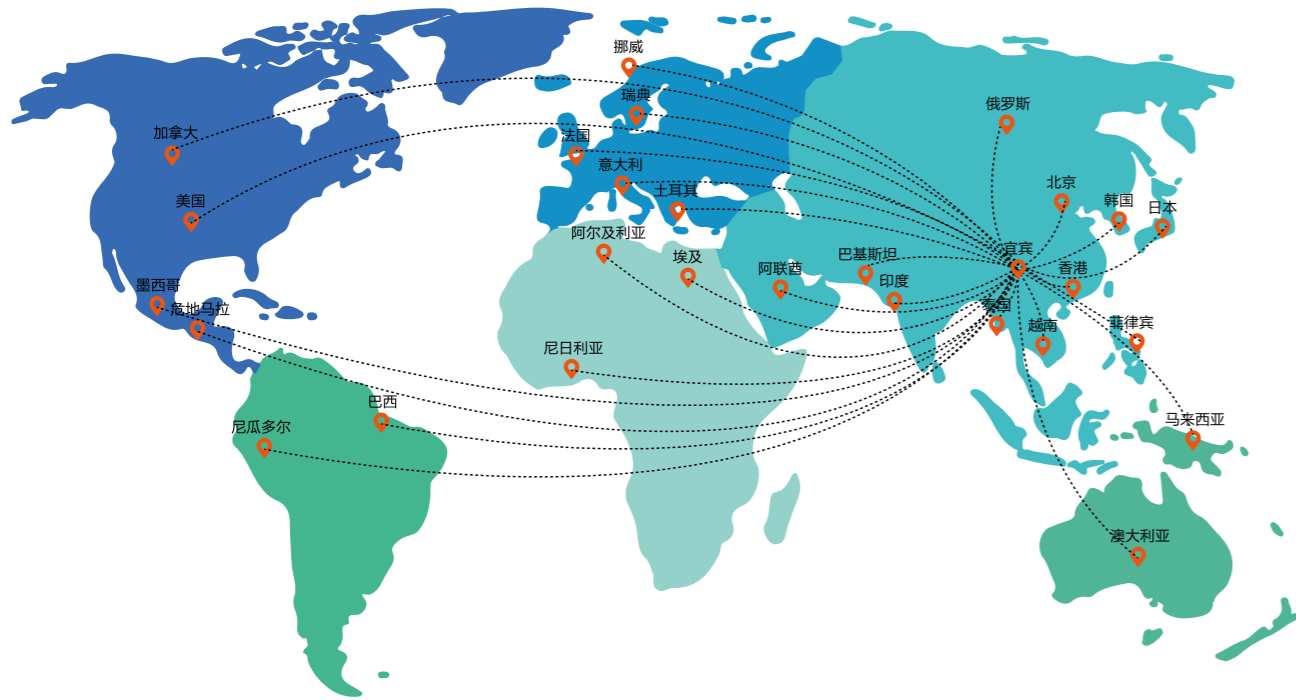 挪威
瑞典
俄罗斯
加拿大
法国
意大利
土耳其
北京
美国
韩国
日本
阿尔及利亚
埃及
阿联酋
巴基斯坦
宜宾
香港
印度
墨西哥
危地马拉
泰国
越南
菲律宾
尼日利亚
巴西
尼瓜多尔
马来西亚
澳大利亚